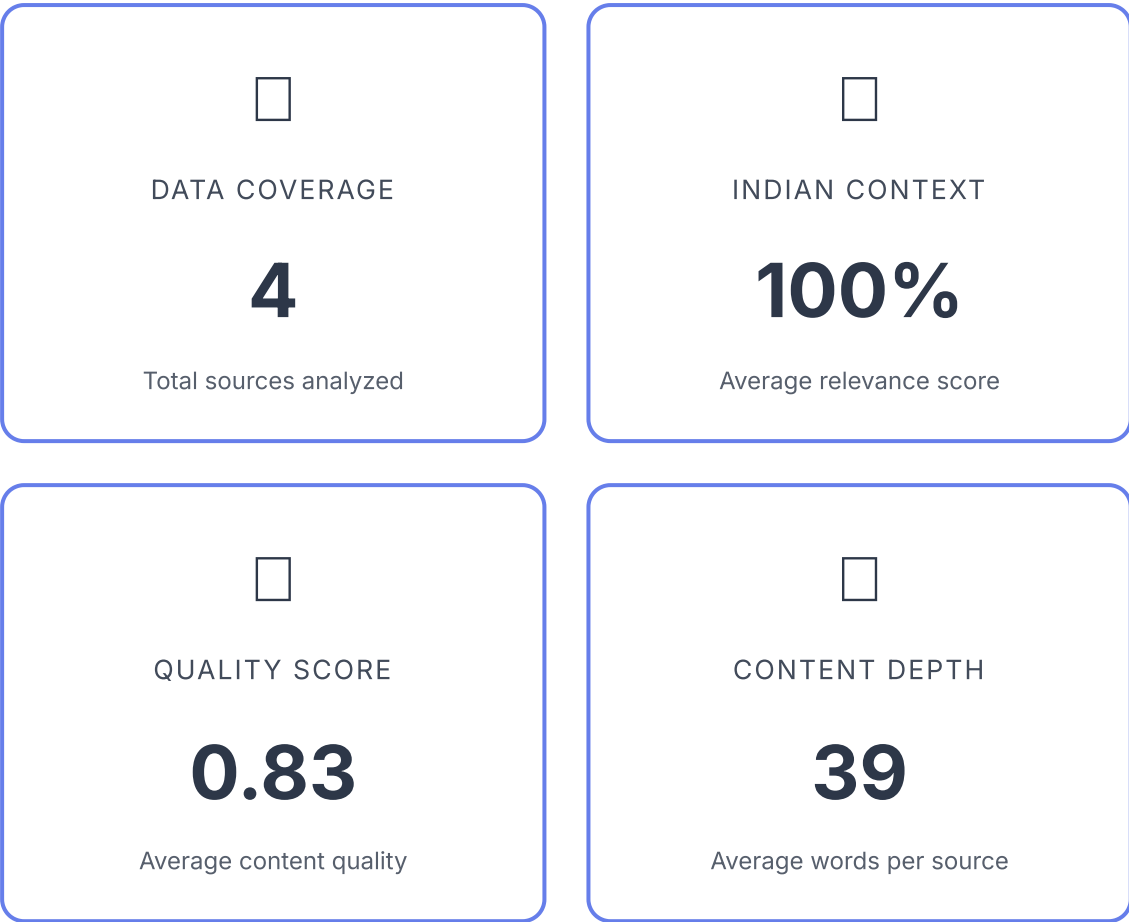 DATA COVERAGE
4
Total sources analyzed
INDIAN CONTEXT
100%
Average relevance score
QUALITY SCORE
0.83
Average content quality
CONTENT DEPTH
39
Average words per source